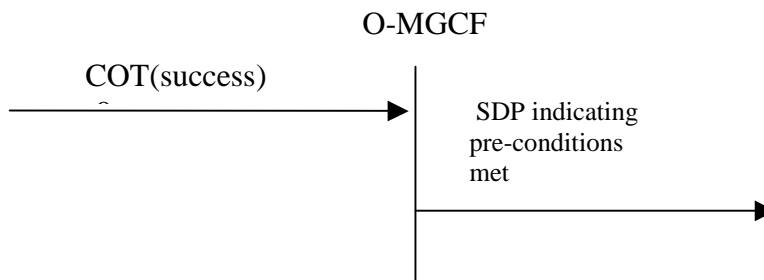 O-MGCF
COT(success)
SDP indicating
pre-conditions
met